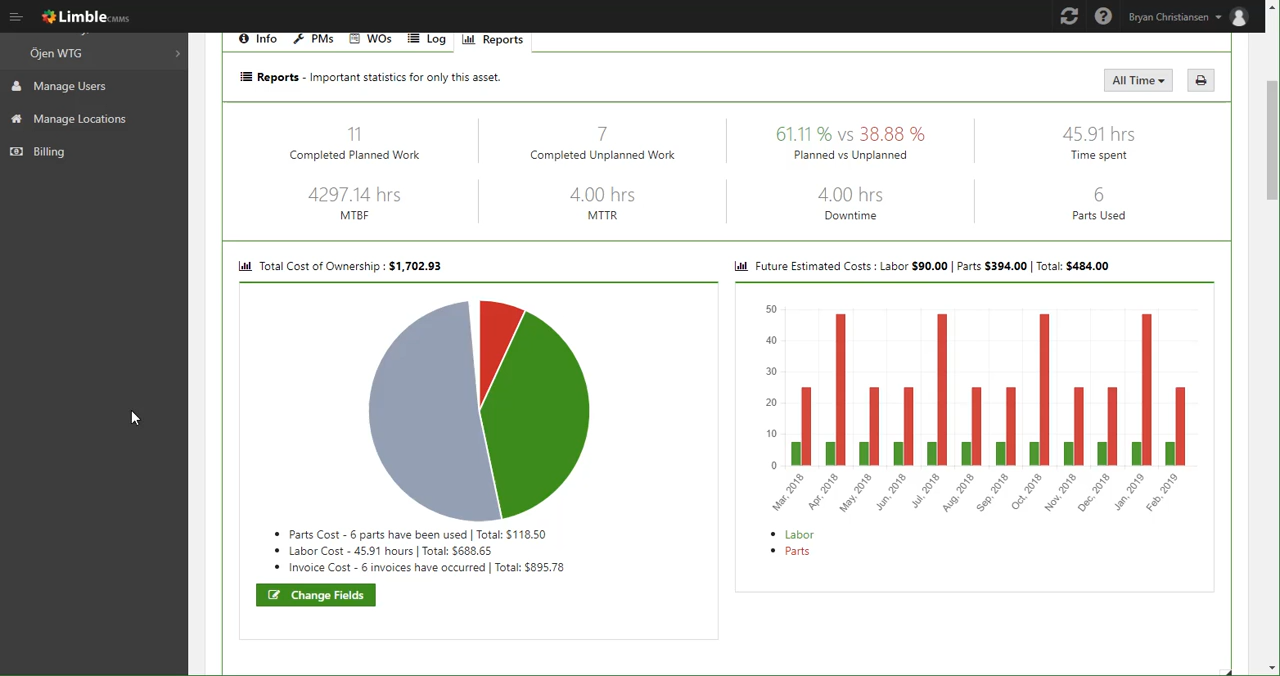 Limble CMMS
Bryan Christiansen
Öjen WTG
Manage Users
Manage Locations
Billing
Info PMs WOs Log Reports
Reports - Important statistics for only this asset.
All Time
11 7 61.11 % vs 38.88 % 45.91 hrs
Completed Planned Work Completed Unplanned Work Planned vs Unplanned Time spent
4297.14 hrs 4.00 hrs 4.00 hrs 6
MTBF MTTR Downtime Parts Used
Total Cost of Ownership : $1,702.93
Parts Cost - 6 parts have been used | Total: $118.50
Labor Cost - 45.91 hours | Total: $688.65
Invoice Cost - 6 invoices have occurred | Total: $895.78
Change Fields
Future Estimated Costs : Labor $90.00 | Parts $394.00 | Total: $484.00
50
40
30
20
10
0
Mar, 2018 Apr, 2018 May, 2018 Jun, 2018 Jul, 2018 Aug, 2018 Sep, 2018 Oct, 2018 Nov, 2018 Dec, 2018 Jan, 2019 Feb, 2019
Labor
Parts